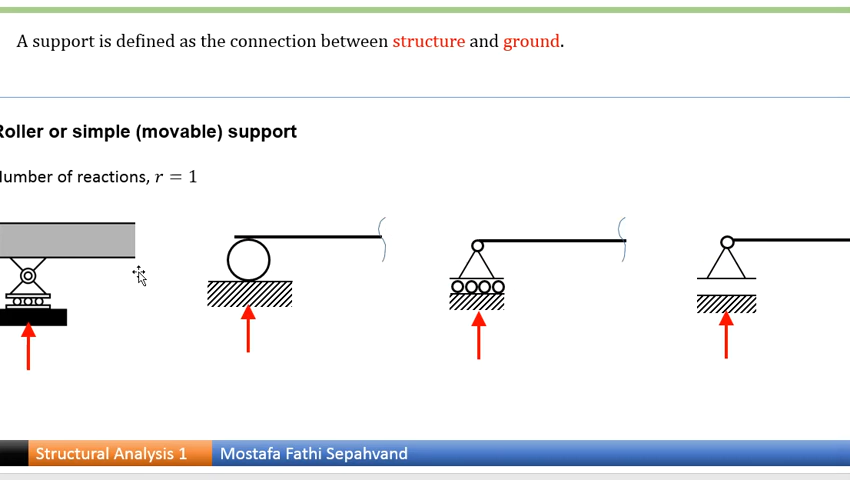 A support is defined as the connection between structure and ground.
Roller or simple (movable) support
Number of reactions, r = 1
Structural Analysis 1
Mostafa Fathi Sepahvand